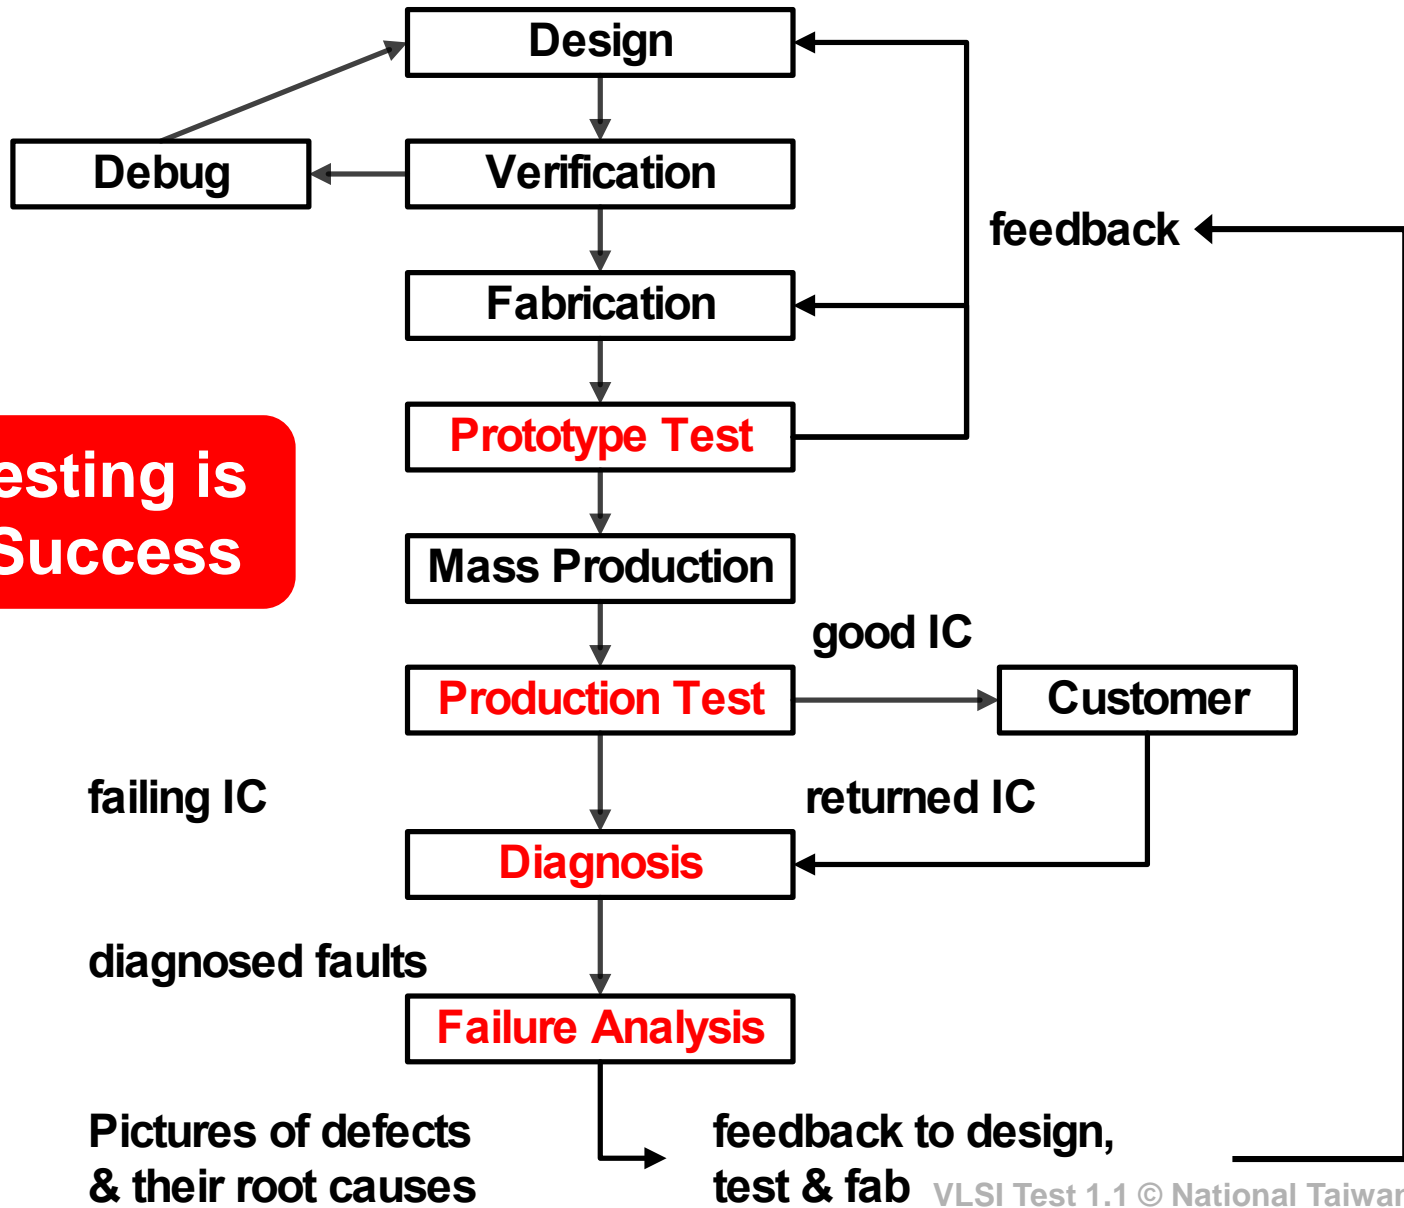 Design
Debug
Verification
feedback
Fabrication
Prototype Test
esting is
Success
Mass Production
good IC
Production Test
Customer
failing IC
returned IC
Diagnosis
diagnosed faults
Failure Analysis
Pictures of defects
& their root causes
feedback to design,
test & fab
VLSI Test 1.1 © National Taiwan